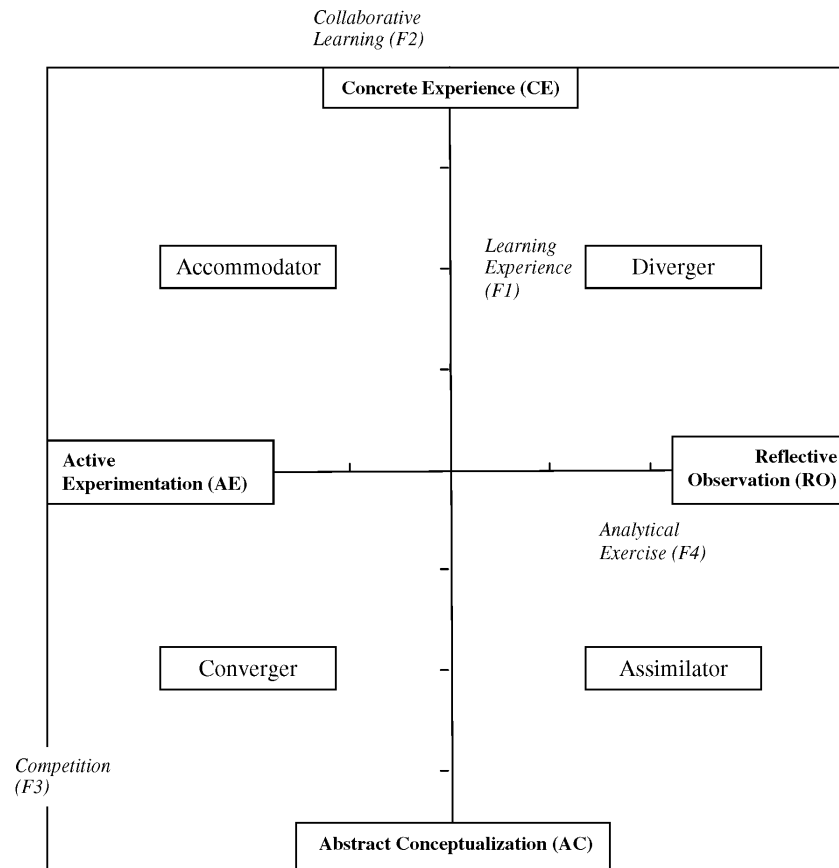 Collaborative
Learning (F2)
Concrete Experience (CE)
Accommodator
Learning
Experience
(F1)
Diverger
Active
Experimentation (AE)
Reflective
Observation (RO)
Analytical
Exercise (F4)
Converger
Assimilator
Competition
(F3)
Abstract Conceptualization (AC)